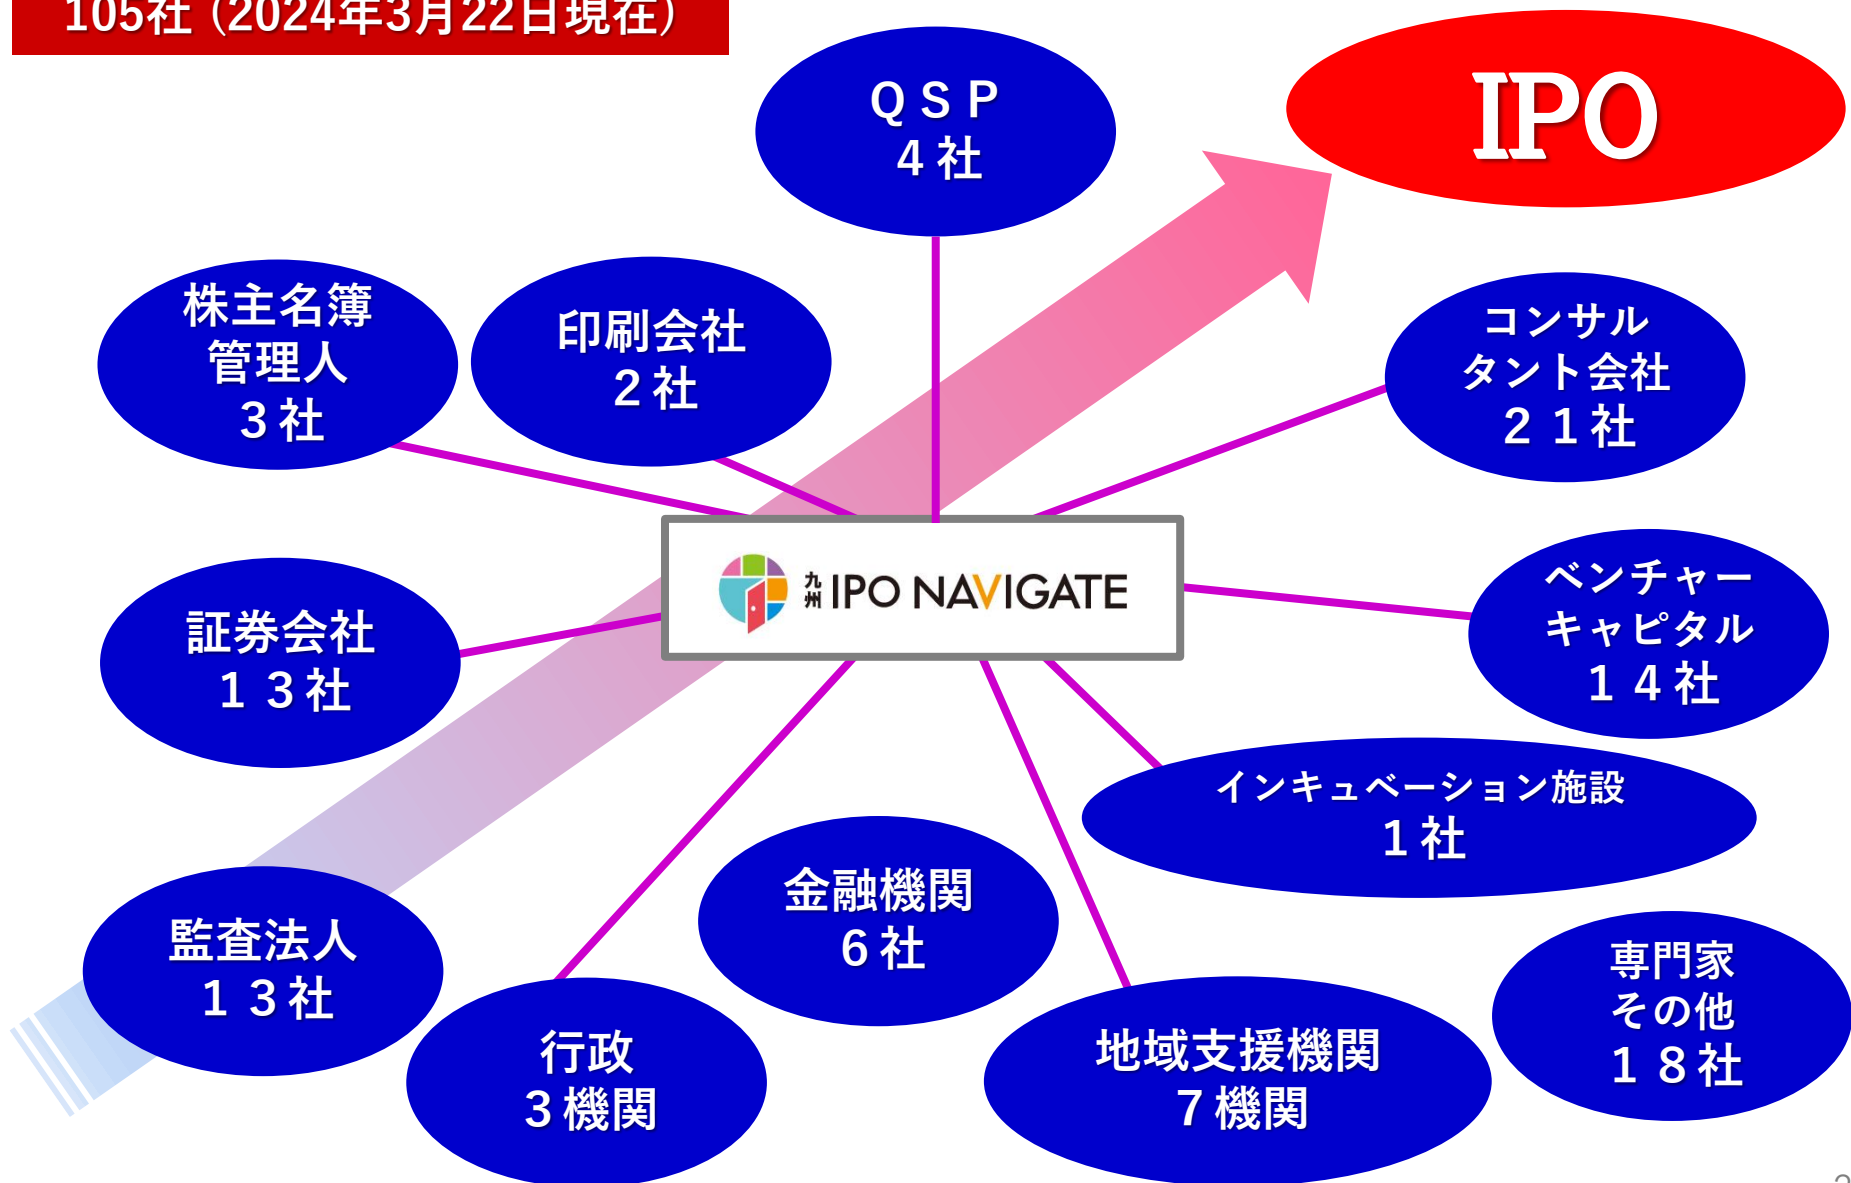 105社（2024年3月22日現在）
ＱＳＰ
４社
IPO
株主名簿
管理人
３社
印刷会社
２社
コンサル
タント会社
２１社
九州 IPO NAVIGATE
ベンチャー
キャピタル
１４社
証券会社
１３社
インキュベーション施設
１社
金融機関
６社
監査法人
１３社
専門家
その他
１８社
行政
３機関
地域支援機関
７機関